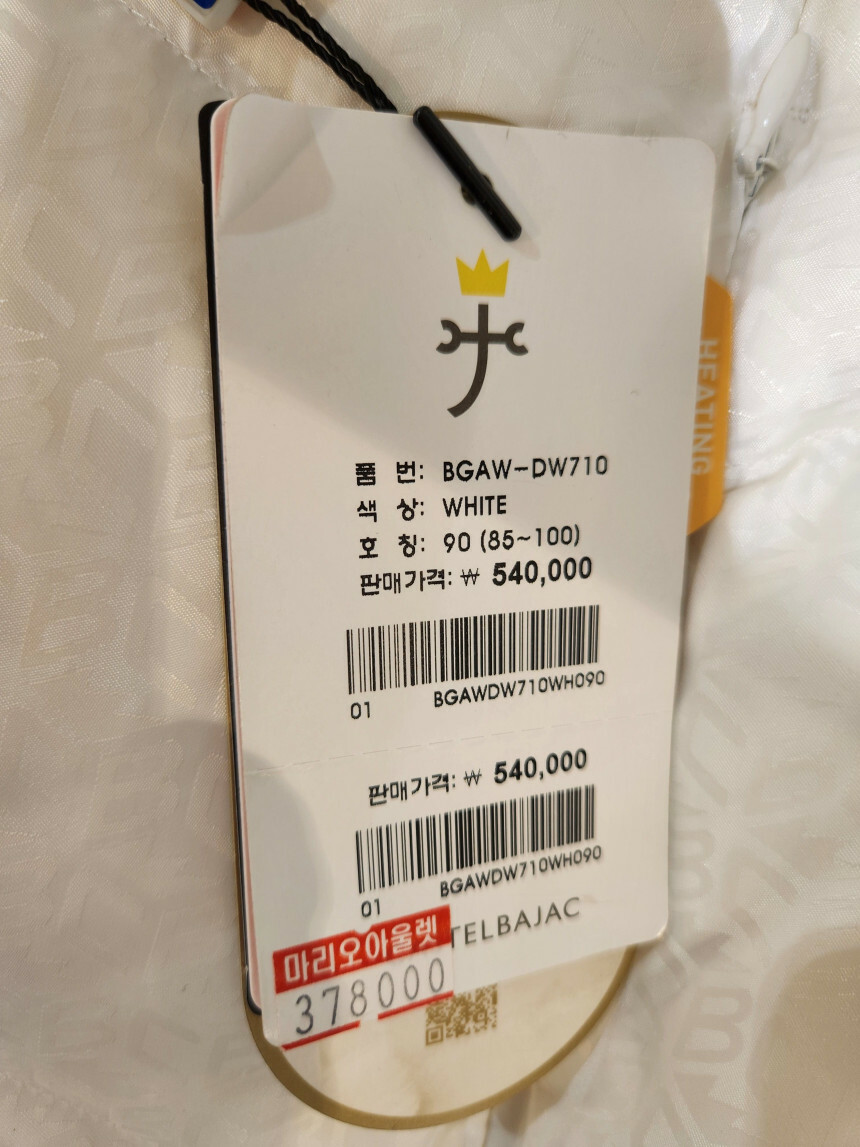 HEATING
품 번: BGAW-DW710
색 상: WHITE
호 칭: 90 (85~100)
판매가격: ₩ 540,000
01 BGAWDW710WH090
판매가격: ₩ 540,000
01 BGAWDW710WH090
TELBAJAC
마리오아울렛
378000